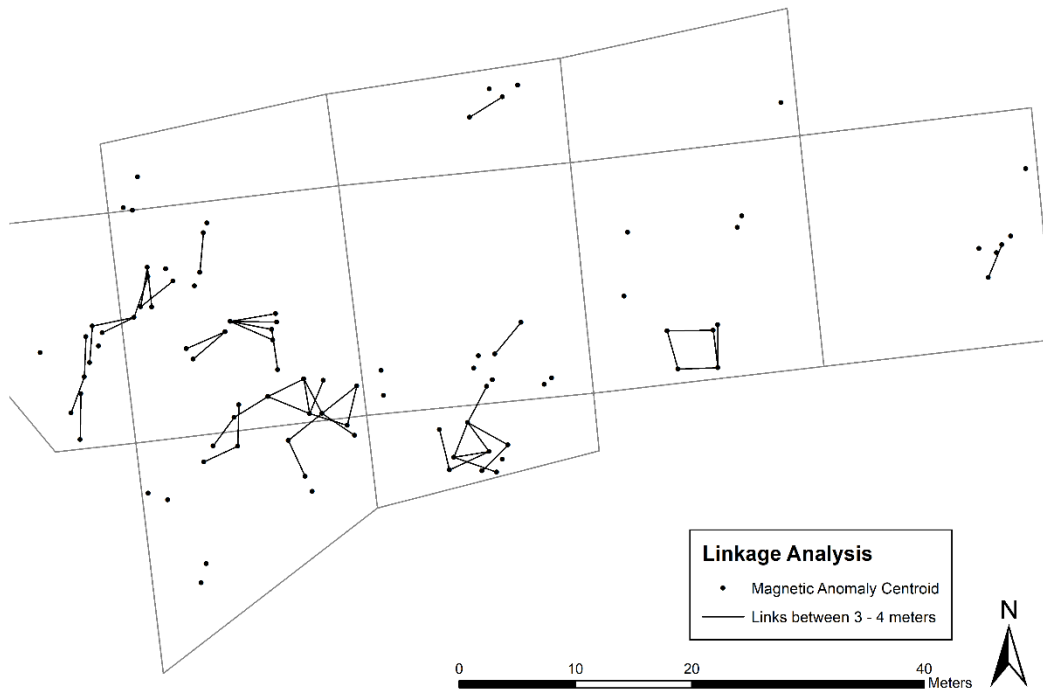 Linkage Analysis
Magnetic Anomaly Centroid
Links between 3 - 4 meters
N
0 10 20 40
Meters